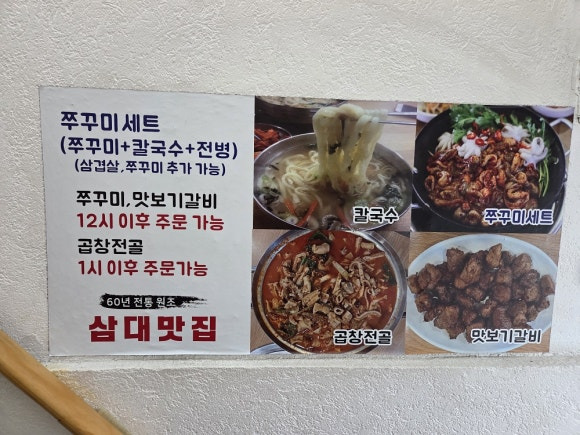 쭈꾸미세트
(쭈꾸미+칼국수+전병)
(삼겹살,쭈꾸미 추가 가능)
쭈꾸미,맛보기갈비
12시 이후 주문 가능
곱창전골
1시 이후 주문가능
60년 전통 원조
삼대맛집
칼국수
쭈꾸미세트
곱창전골
맛보기갈비